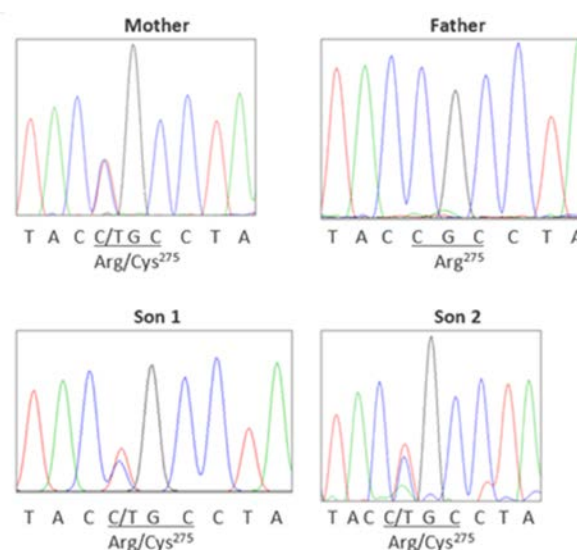 Mother
T A C C/T G C C T A
Arg/Cys²⁷⁵
Father
T A C C G C C T A
Arg²⁷⁵
Son 1
T A C C/T G C C T A
Arg/Cys²⁷⁵
Son 2
T A C C/T G C C T A
Arg/Cys²⁷⁵